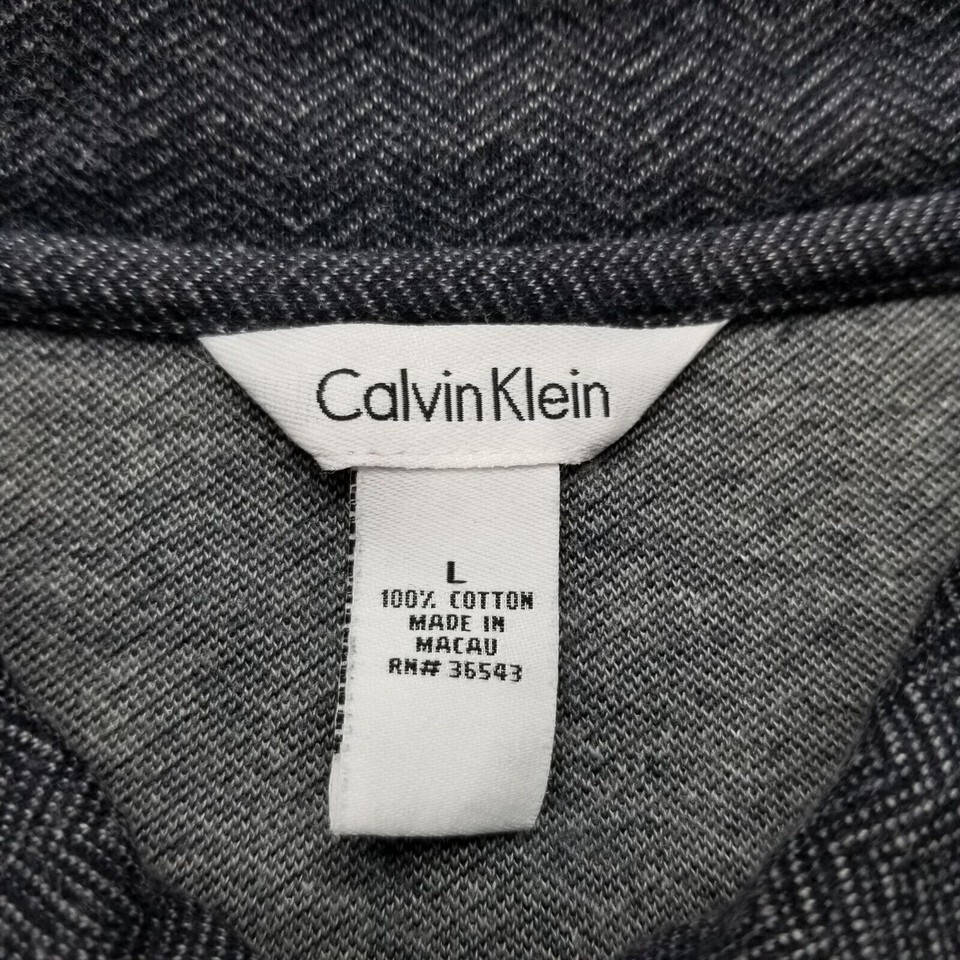 Calvin Klein
L
100% COTTON
MADE IN
MACAU
RN# 36543